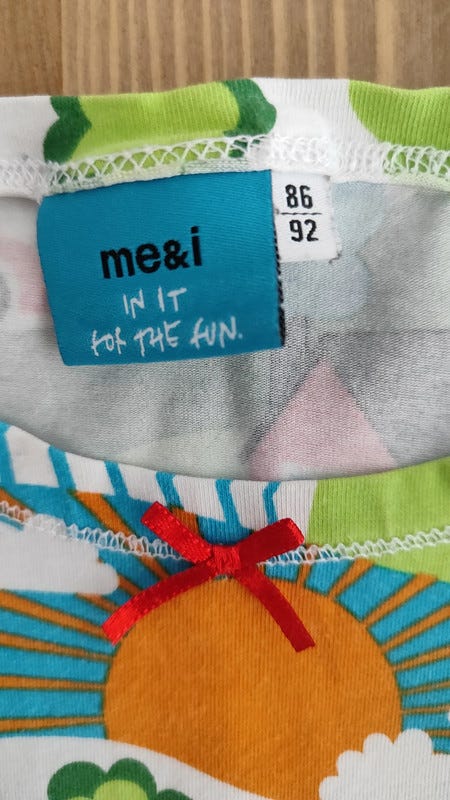 me&i
IN IT
FOR THE FUN.
86
92